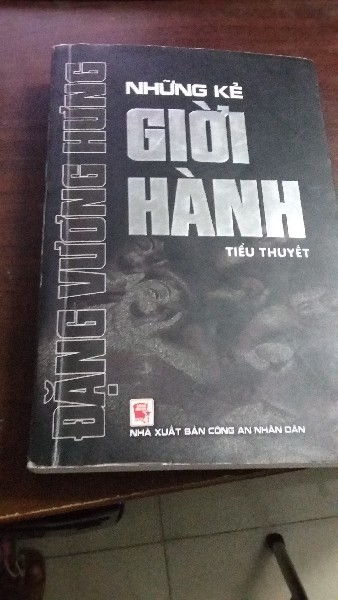 ĐẶNG VƯƠNG HƯNG
NHỮNG KẺ
GIỜI
HÀNH
TIỂU THUYẾT
NHÀ XUẤT BẢN CÔNG AN NHÂN DÂN